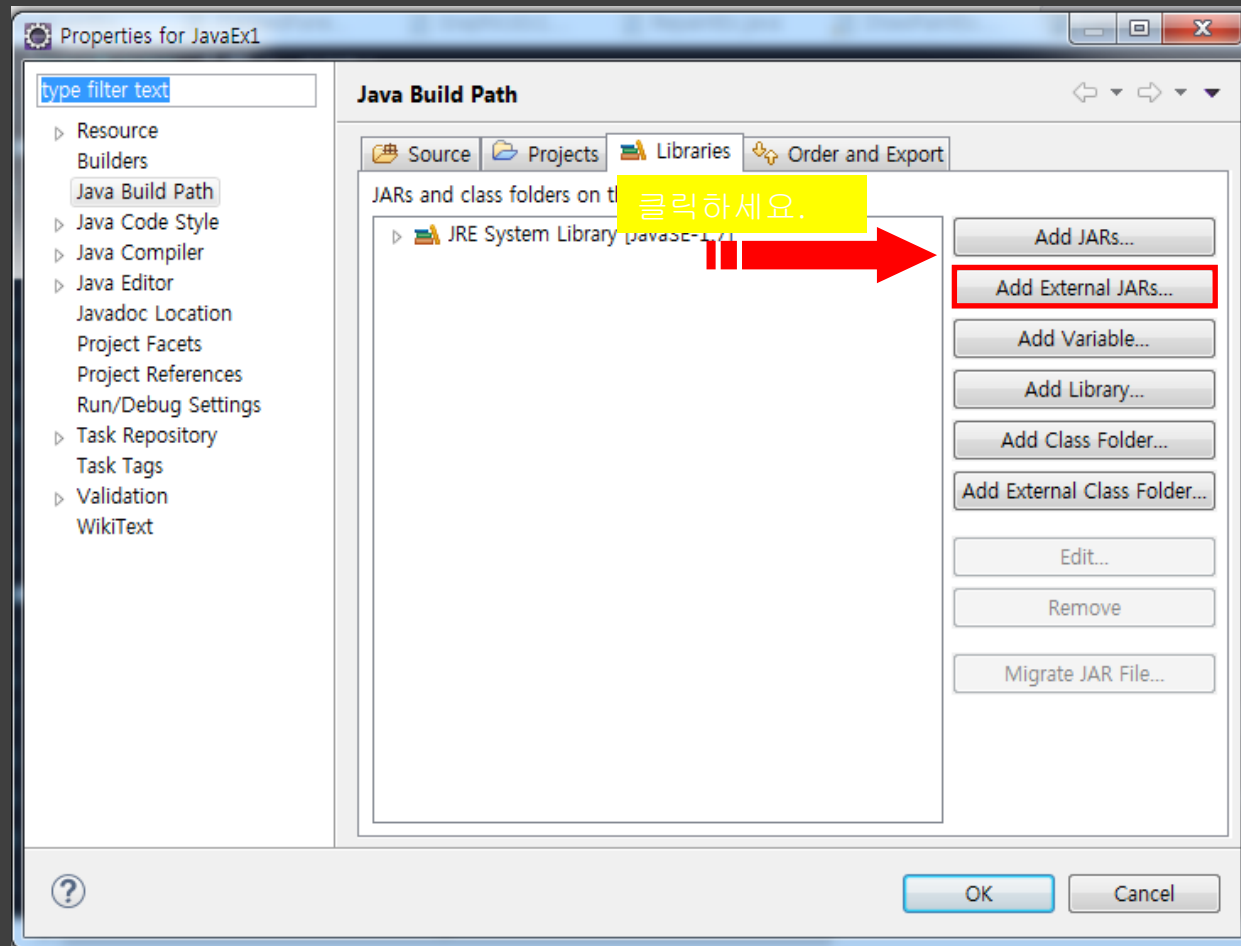 Properties for JavaEx1
type filter text
Resource
Builders
Java Build Path
Java Code Style
Java Compiler
Java Editor
Javadoc Location
Project Facets
Project References
Run/Debug Settings
Task Repository
Task Tags
Validation
WikiText
Java Build Path
Source Projects Libraries Order and Export
JARs and class folders on
클릭하세요.
JRE System Library [JavaSE-1.7]
Add JARs...
Add External JARs...
Add Variable...
Add Library...
Add Class Folder...
Add External Class Folder...
Edit...
Remove
Migrate JAR File...
OK Cancel